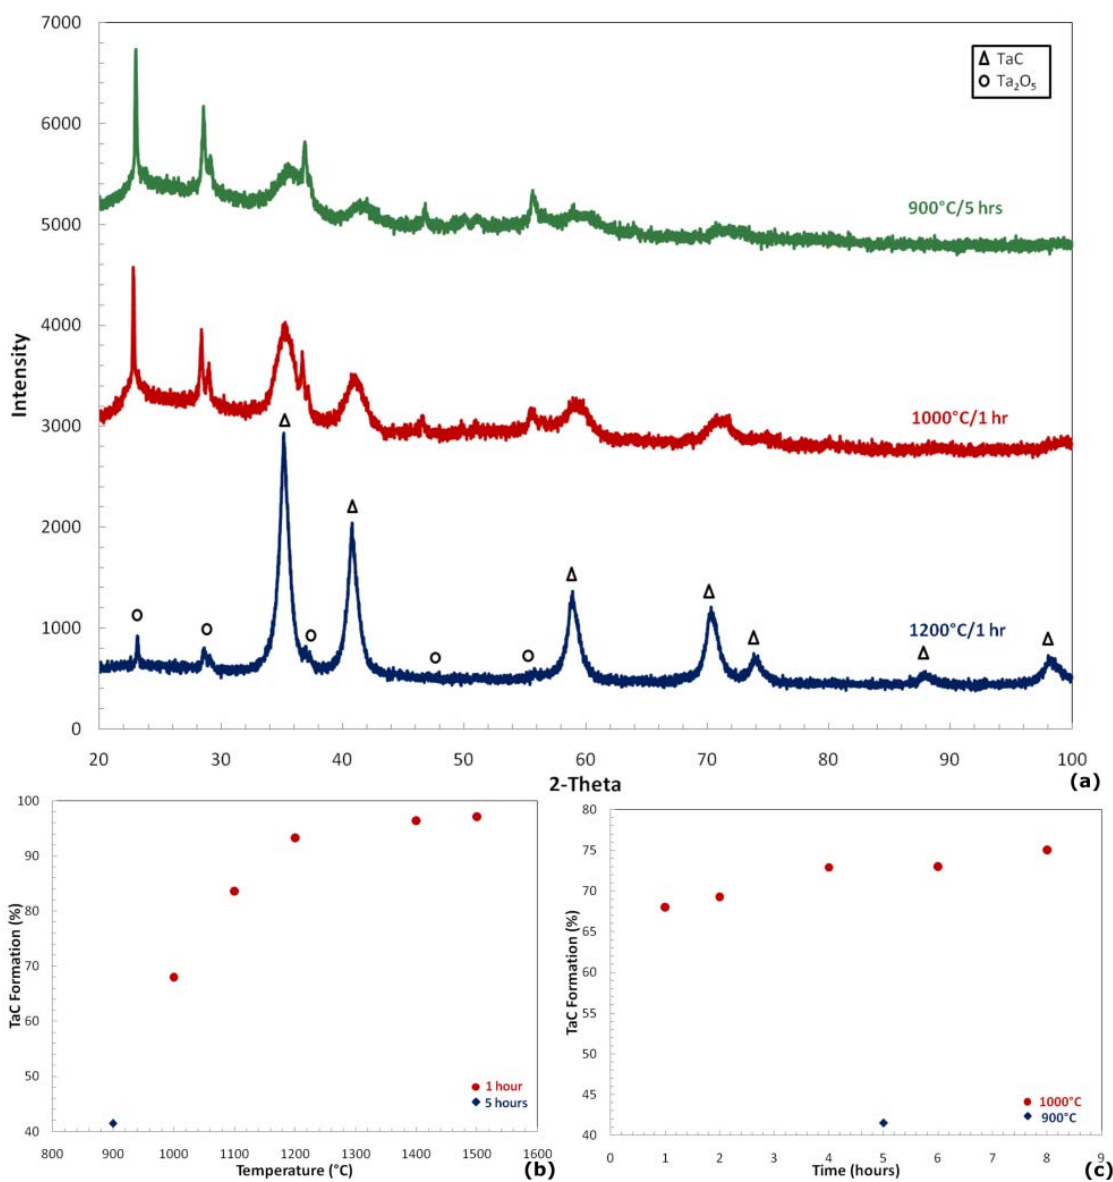 7000
6000
5000
4000
3000
2000
1000
0
Intensity
TaC
Ta2O5
900°C/5 hrs
1000°C/1 hr
1200°C/1 hr
20 30 40 50 60 70 80 90 100
2-Theta
(a)
100
90
80
70
60
50
40
TaC Formation (%)
1 hour
5 hours
800 900 1000 1100 1200 1300 1400 1500 1600
Temperature (°C)
(b)
80
75
70
65
60
55
50
45
40
TaC Formation (%)
1000°C
900°C
0 1 2 3 4 5 6 7 8 9
Time (hours)
(c)